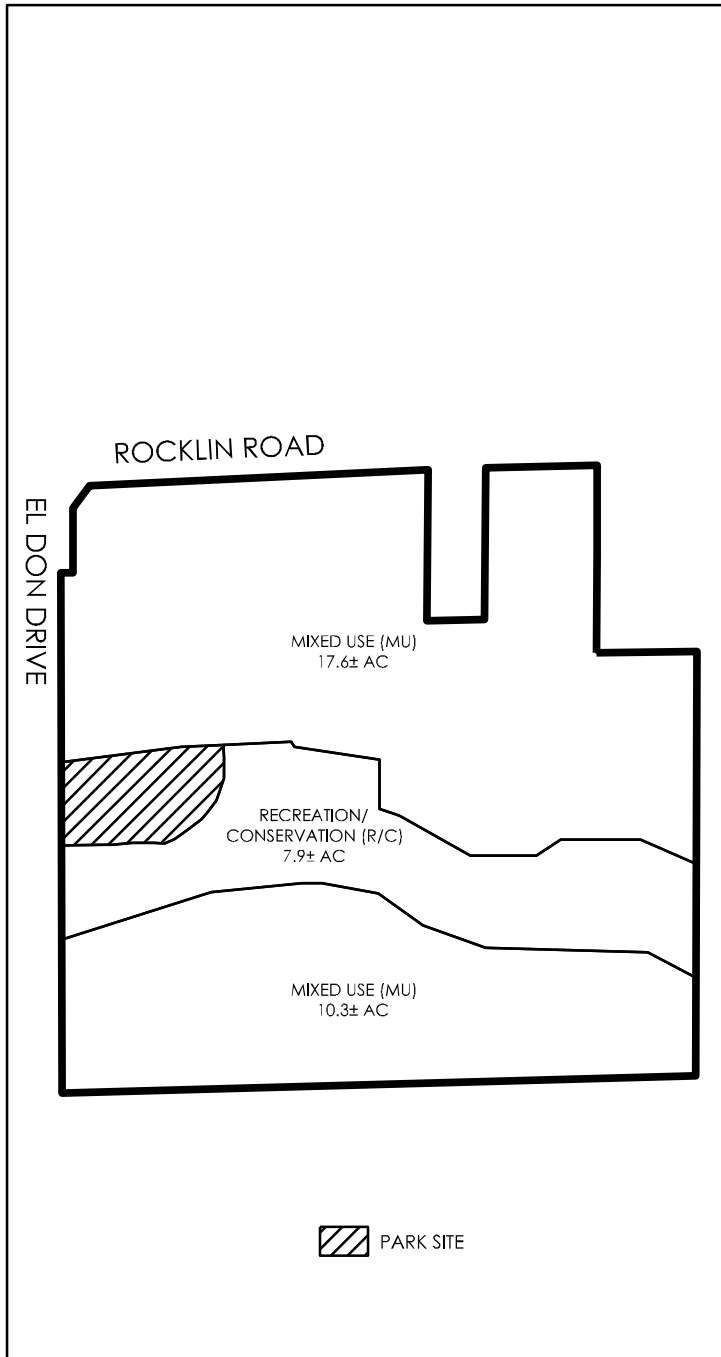 ROCKLIN ROAD
EL DON DRIVE
MIXED USE (MU)
17.6± AC
RECREATION/
CONSERVATION (R/C)
7.9± AC
MIXED USE (MU)
10.3± AC
PARK SITE